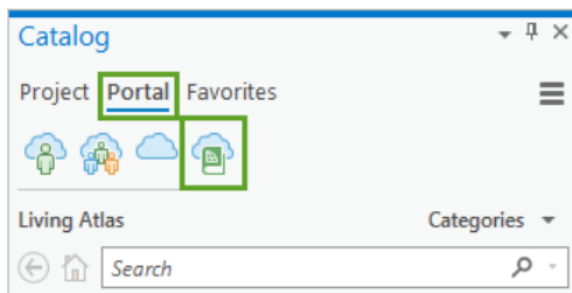 Catalog
Project Portal Favorites
Living Atlas Categories
Search